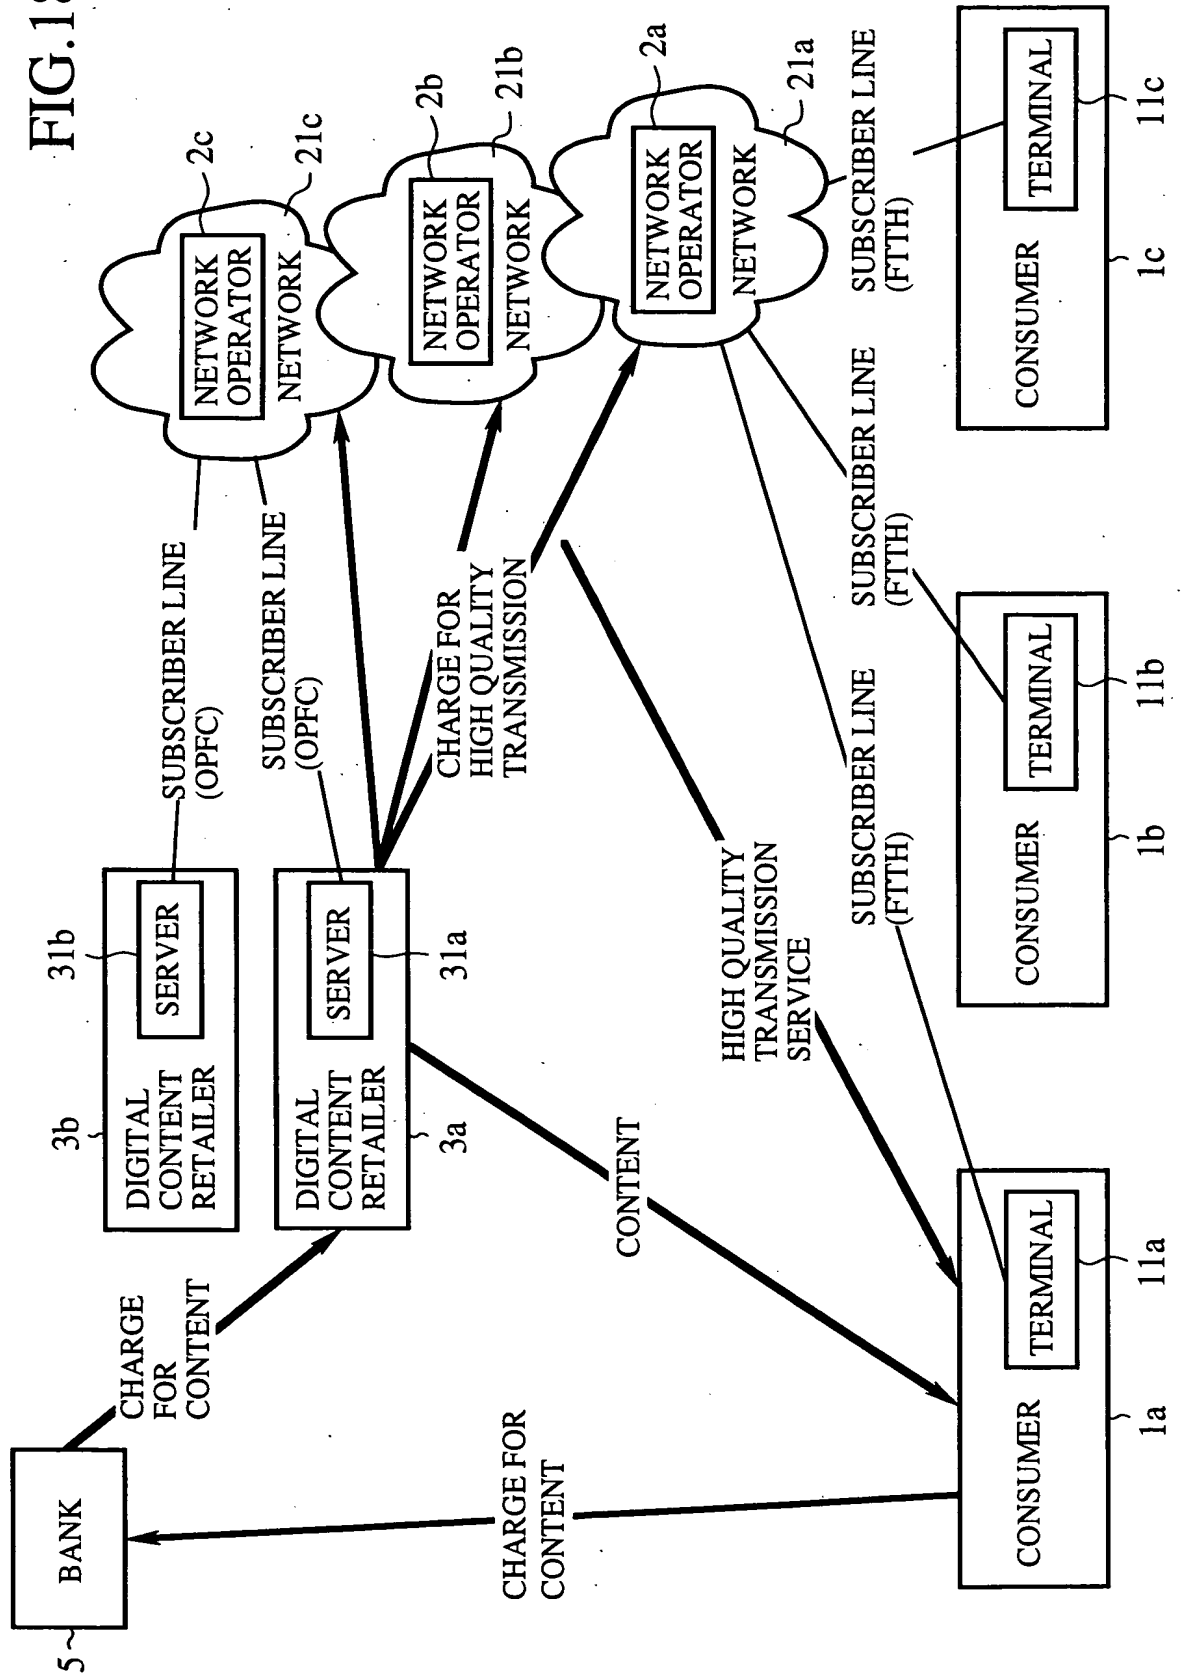 FIG.18
5
BANK
CHARGE
FOR
CONTENT
3b
DIGITAL
CONTENT
RETAILER
SERVER
31b
SUBSCRIBER LINE
(OPFC)
NETWORK
OPERATOR
NETWORK
2c
21c
DIGITAL
CONTENT
RETAILER
SERVER
3a
31a
SUBSCRIBER LINE
(OPFC)
CHARGE FOR
HIGH QUALITY
TRANSMISSION
NETWORK
OPERATOR
NETWORK
2b
21b
NETWORK
OPERATOR
NETWORK
2a
21a
CHARGE FOR
CONTENT
CONTENT
HIGH QUALITY
TRANSMISSION
SERVICE
SUBSCRIBER LINE
(FTTH)
SUBSCRIBER LINE
(FTTH)
SUBSCRIBER LINE
(FTTH)
CONSUMER
TERMINAL
1a
11a
CONSUMER
TERMINAL
1b
11b
CONSUMER
TERMINAL
1c
11c